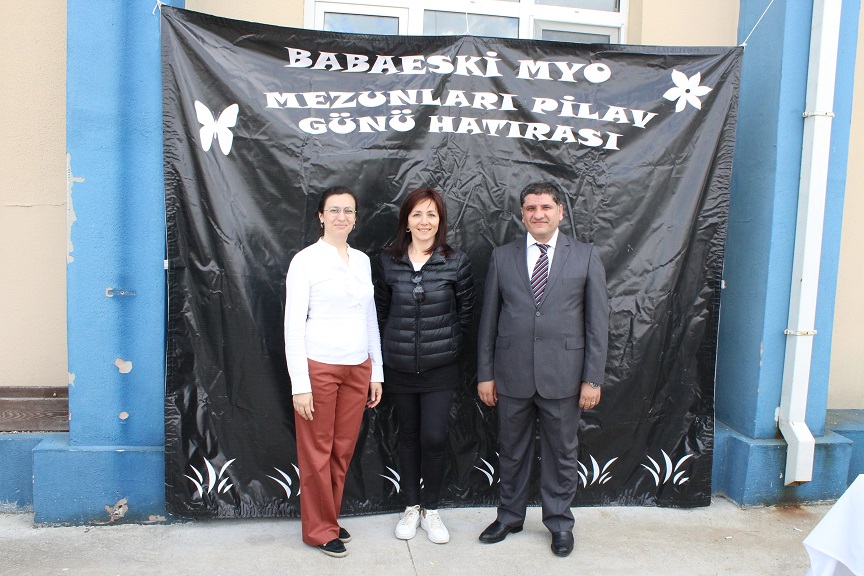 BABAESKİ MYO
MEZUNLARI PİLAV
GÜNÜ HATIRASI